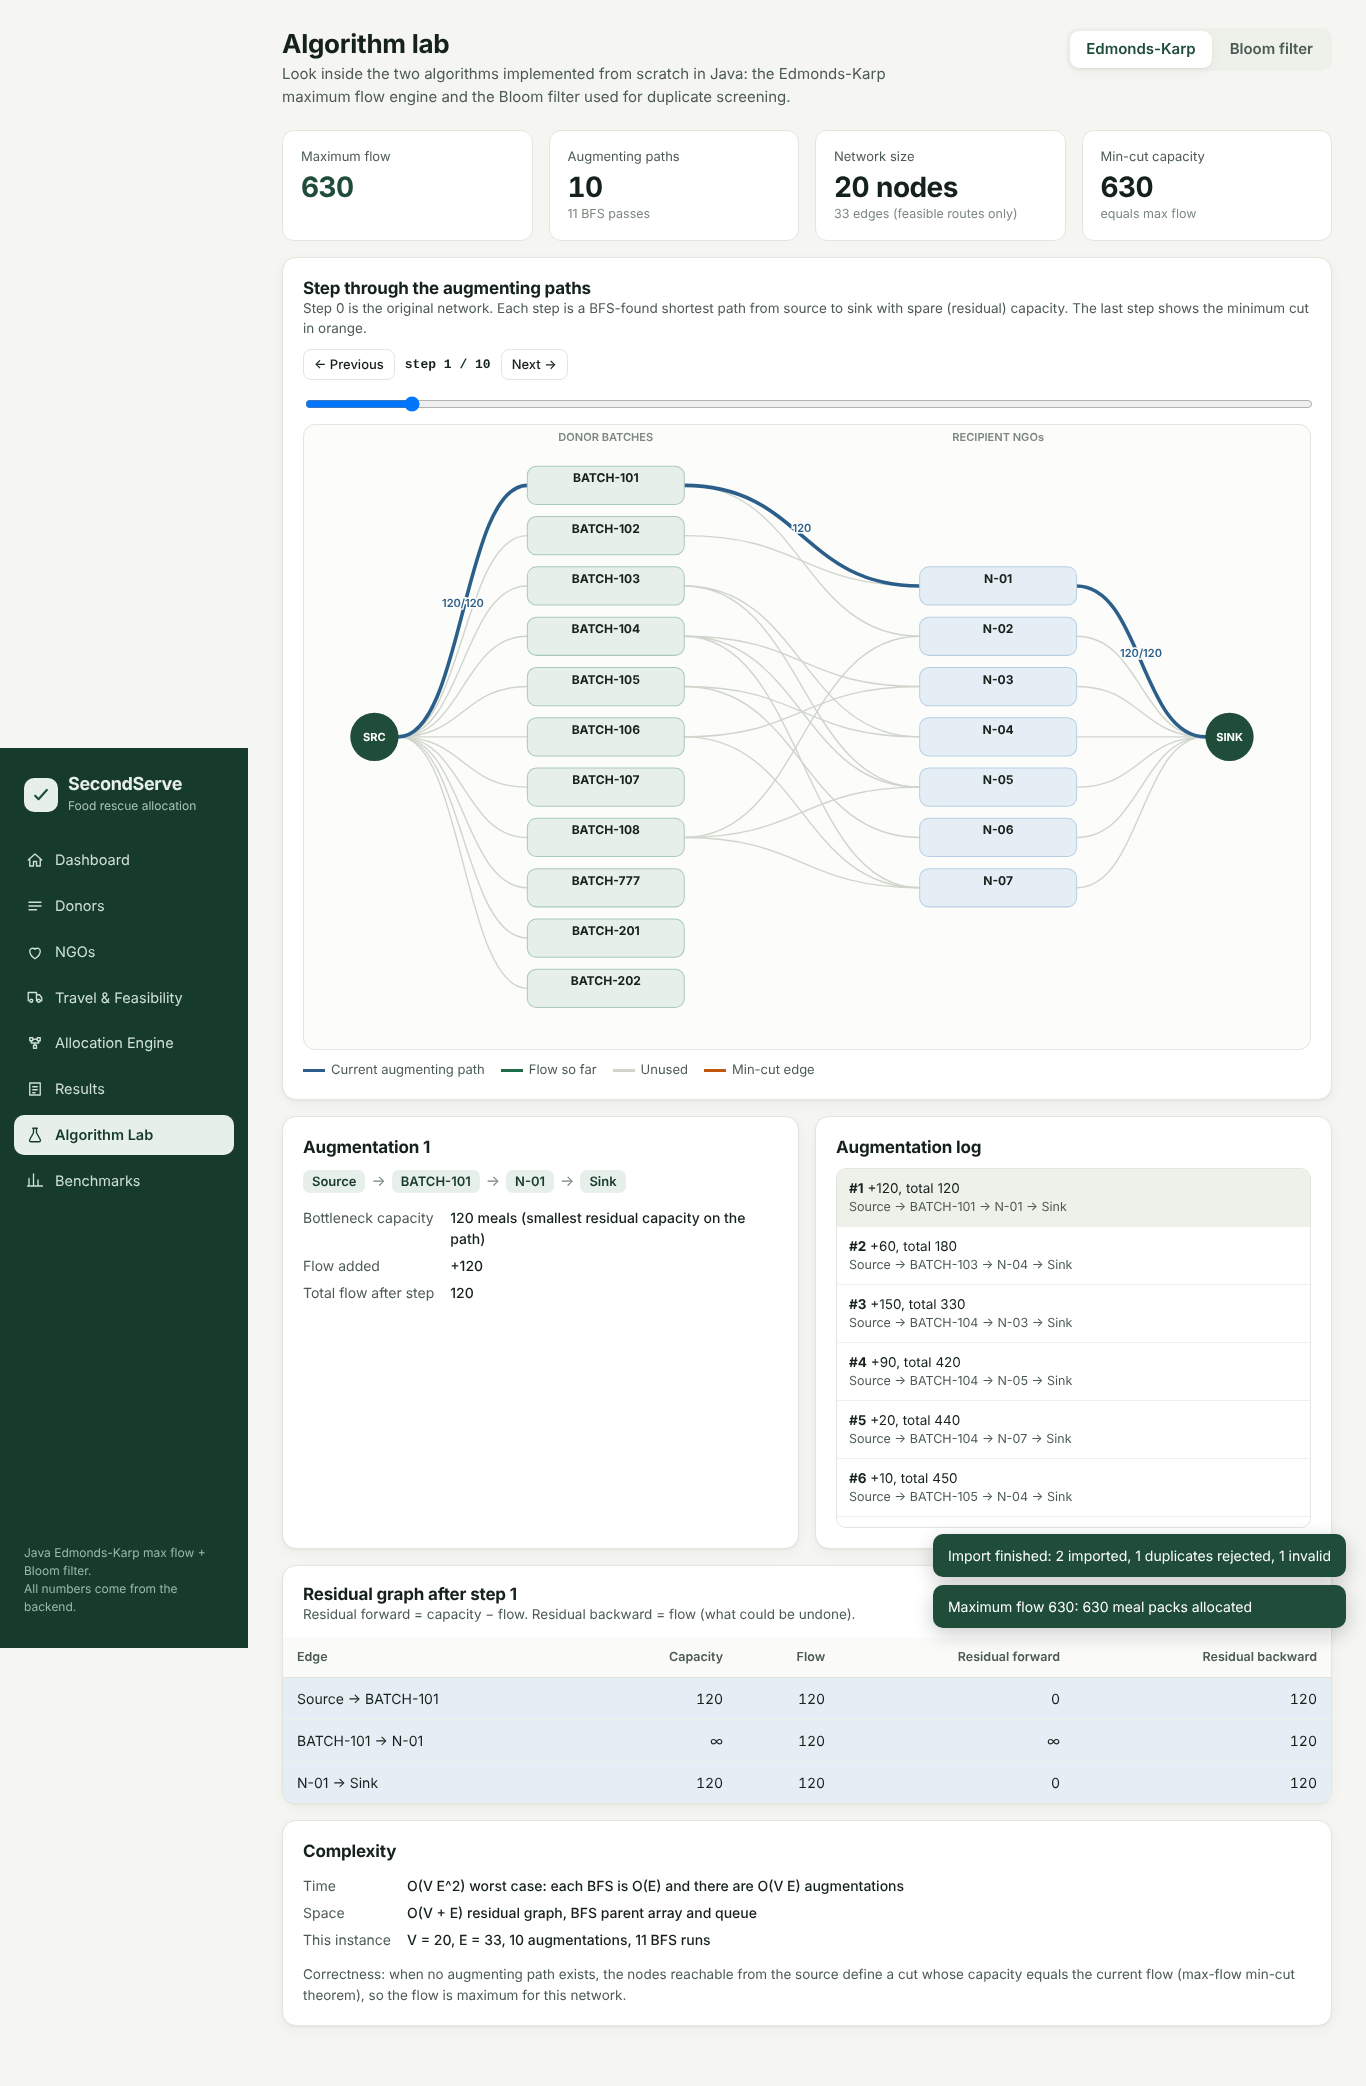 Algorithm lab
Look inside the two algorithms implemented from scratch in Java: the Edmonds-Karp
maximum flow engine and the Bloom filter used for duplicate screening.
Edmonds-Karp
Bloom filter
Maximum flow
630
Augmenting paths
10
11 BFS passes
Network size
20 nodes
33 edges (feasible routes only)
Min-cut capacity
630
equals max flow
Step through the augmenting paths
Step 0 is the original network. Each step is a BFS-found shortest path from source to sink with spare (residual) capacity. The last step shows the minimum cut
in orange.
← Previous
step 1 / 10
Next →
DONOR BATCHES
RECIPIENT NGOs
BATCH-101
BATCH-102
BATCH-103
BATCH-104
BATCH-105
BATCH-106
BATCH-107
BATCH-108
BATCH-777
BATCH-201
BATCH-202
N-01
N-02
N-03
N-04
N-05
N-06
N-07
SRC
SINK
120/120
120
120/120
Current augmenting path
Flow so far
Unused
Min-cut edge
SecondServe
Food rescue allocation
Dashboard
Donors
NGOs
Travel & Feasibility
Allocation Engine
Results
Algorithm Lab
Benchmarks
Java Edmonds-Karp max flow +
Bloom filter.
All numbers come from the
backend.
Augmentation 1
Source → BATCH-101 → N-01 → Sink
Bottleneck capacity 120 meals (smallest residual capacity on the
path)
Flow added +120
Total flow after step 120
Augmentation log
#1 +120, total 120
Source → BATCH-101 → N-01 → Sink
#2 +60, total 180
Source → BATCH-103 → N-04 → Sink
#3 +150, total 330
Source → BATCH-104 → N-03 → Sink
#4 +90, total 420
Source → BATCH-104 → N-05 → Sink
#5 +20, total 440
Source → BATCH-104 → N-07 → Sink
#6 +10, total 450
Source → BATCH-105 → N-04 → Sink
Import finished: 2 imported, 1 duplicates rejected, 1 invalid
Maximum flow 630: 630 meal packs allocated
Residual graph after step 1
Residual forward = capacity − flow. Residual backward = flow (what could be undone).
Edge Capacity Flow Residual forward Residual backward
Source → BATCH-101 120 120 0 120
BATCH-101 → N-01 ∞ 120 ∞ 120
N-01 → Sink 120 120 0 120
Complexity
Time O(V E^2) worst case: each BFS is O(E) and there are O(V E) augmentations
Space O(V + E) residual graph, BFS parent array and queue
This instance V = 20, E = 33, 10 augmentations, 11 BFS runs
Correctness: when no augmenting path exists, the nodes reachable from the source define a cut whose capacity equals the current flow (max-flow min-cut
theorem), so the flow is maximum for this network.